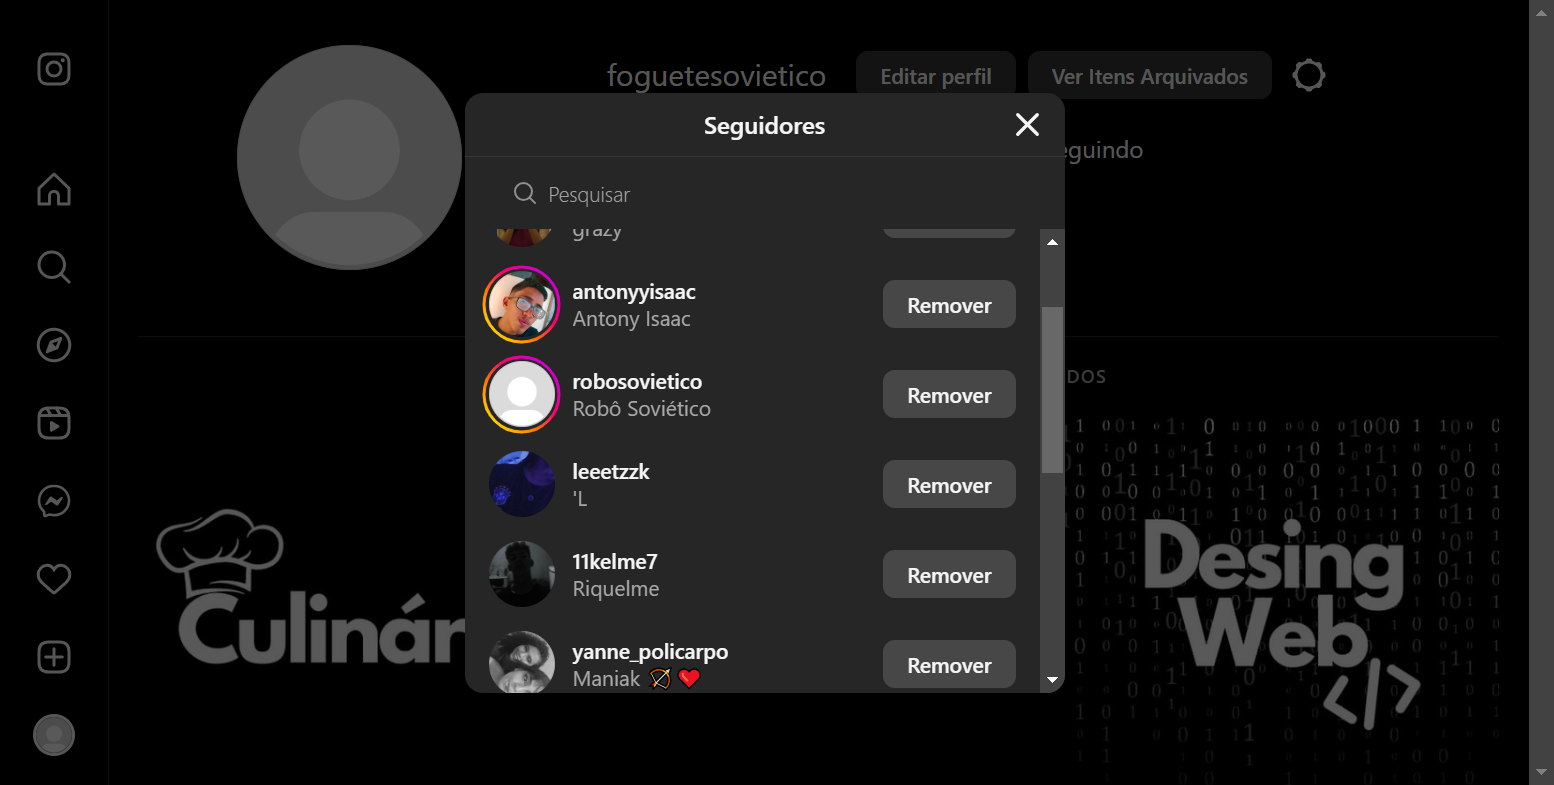 foguetesovietico
Editar perfil
Ver Itens Arquivados
Seguidores
eguindo
Pesquisar
grazy
antonyyisaac
Antony Isaac
Remover
robosovietico
Robô Soviético
Remover
DOS
leeetzzk
'L
Remover
11kelme7
Riquelme
Remover
yanne_policarpo
Maniak 🏹 ❤️
Remover
Culinár
Desing
Web
</>